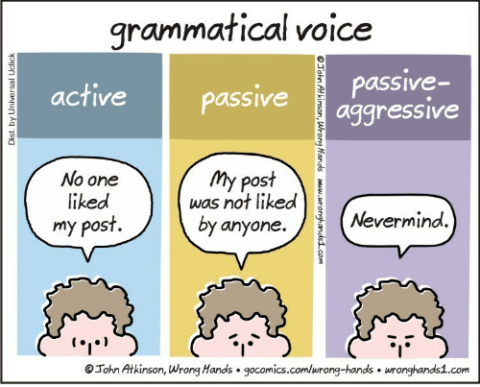 grammatical voice
active
passive
passive-
aggressive
No one
liked
my post.
My post
was not liked
by anyone.
Nevermind.
Dist. by Universal Uclick
©John Atkinson, Wrong Hands www.wronghands1.com
©John Atkinson, Wrong Hands • gocomics.com/wrong-hands • wronghands1.com